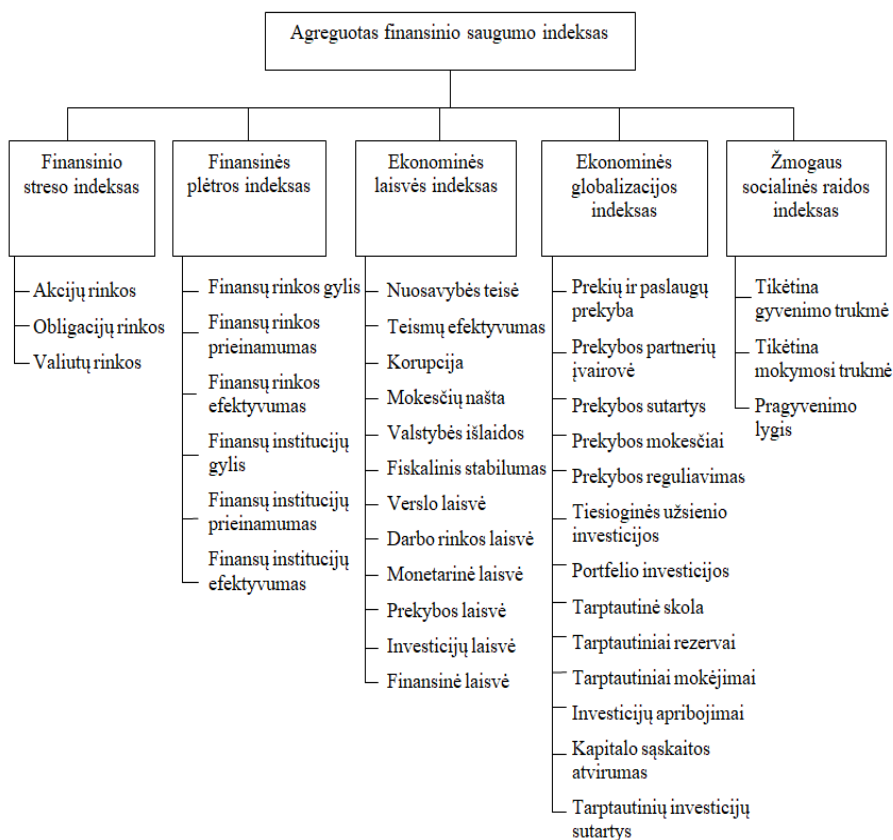 Agreguotas finansinio saugumo indeksas
Finansinio
streso indeksas
Akcijų rinkos
Obligacijų rinkos
Valiutų rinkos
Finansinės
plėtros indeksas
Finansų rinkos gylis
Finansų rinkos
prieinamumas
Finansų rinkos
efektyvumas
Finansų institucijų
gylis
Finansų institucijų
prieinamumas
Finansų institucijų
efektyvumas
Ekonominės
laisvės indeksas
Nuosavybės teisė
Teismų efektyvumas
Korupcija
Mokesčių našta
Valstybės išlaidos
Fiskalinis stabilumas
Verslo laisvė
Darbo rinkos laisvė
Monetarinė laisvė
Prekybos laisvė
Investicijų laisvė
Finansinė laisvė
Ekonominės
globalizacijos
indeksas
Prekių ir paslaugų
prekyba
Prekybos partnerių
įvairovė
Prekybos sutartys
Prekybos mokesčiai
Prekybos reguliavimas
Tiesioginės užsienio
investicijos
Portfelio investicijos
Tarptautinė skola
Tarptautiniai rezervai
Tarptautiniai mokėjimai
Investicijų apribojimai
Kapitalo sąskaitos
atvirumas
Tarptautinių investicijų
sutartys
Žmogaus
socialinės raidos
indeksas
Tikėtina
gyvenimo trukmė
Tikėtina
mokymosi trukmė
Pragyvenimo
lygis